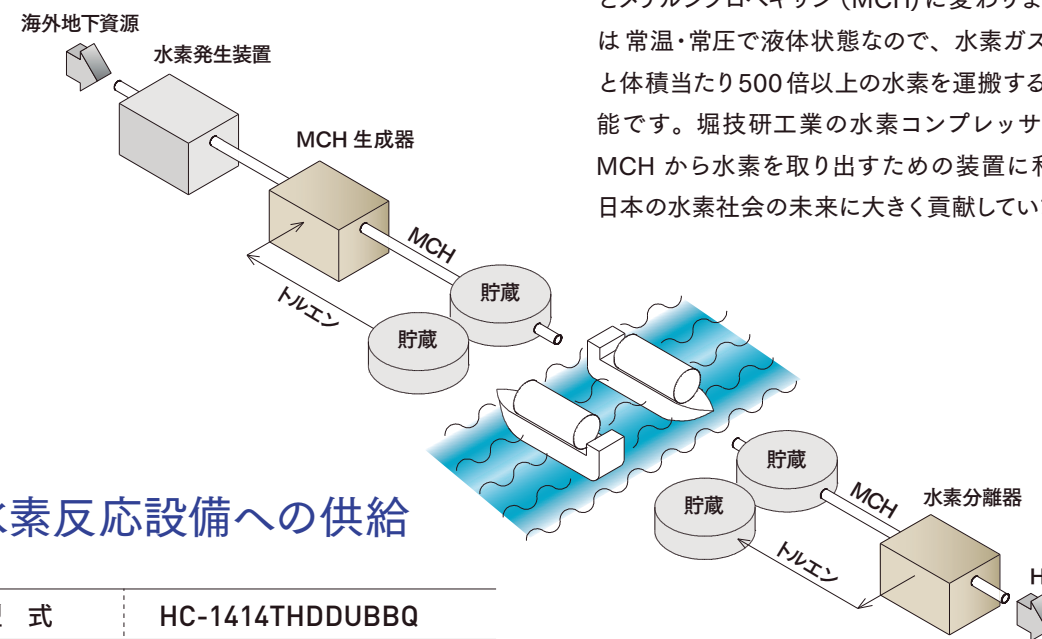 とメチルシクロヘキサン（MCH）に変わりま
は 常温・常圧で液体状態なので、水素ガス
と体積当たり500倍以上の水素を運搬する
能です。堀技研工業の水素コンプレッサ
MCH から水素を取り出すための装置に利
日本の水素社会の未来に大きく貢献してい
海外地下資源
水素発生装置
MCH 生成器
MCH
トルエン
貯蔵
貯蔵
貯蔵
貯蔵
MCH
トルエン
水素分離器
H
水素反応設備への供給
型 式
HC-1414THDDUBBQ